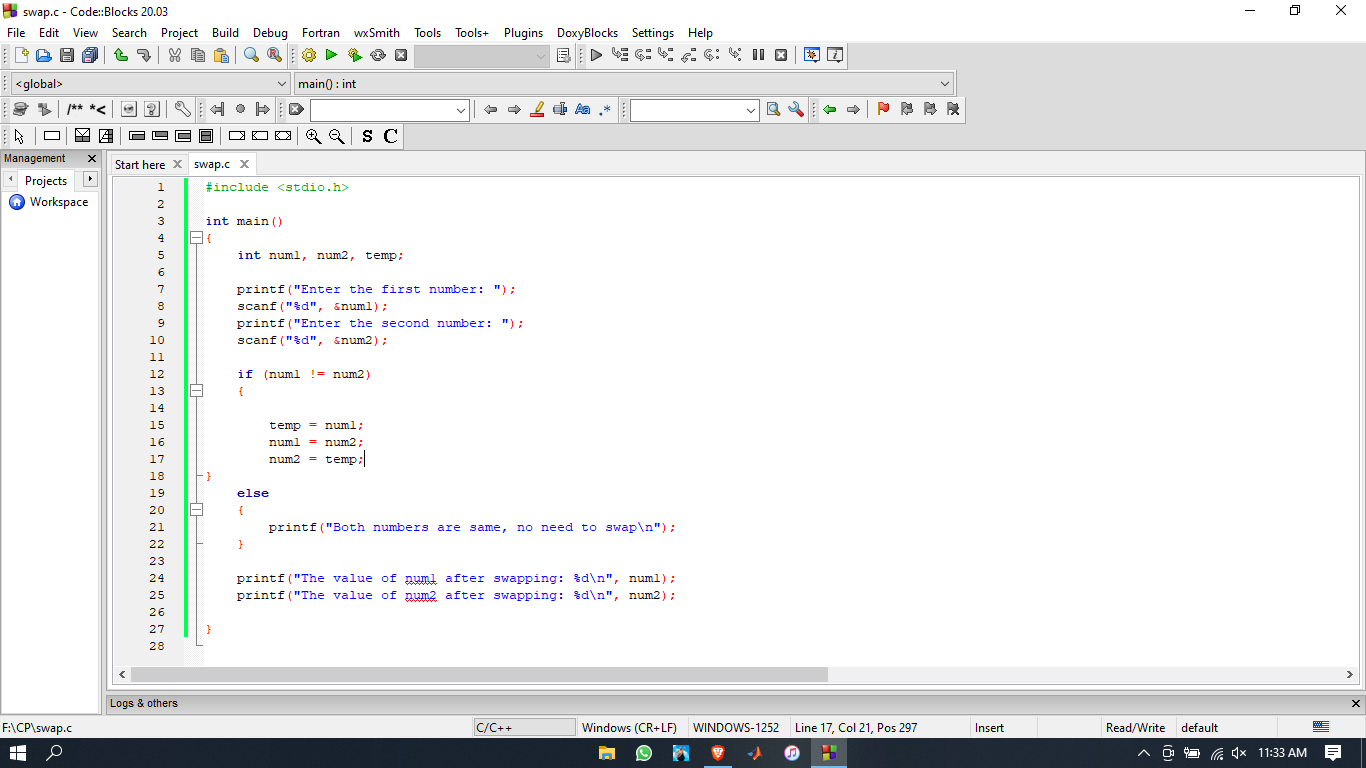 swap.c - Code::Blocks 20.03
File Edit View Search Project Build Debug Fortran wxSmith Tools Tools+ Plugins DoxyBlocks Settings Help
<global> main() : int
/** *< Aa .*
S C
Management
Projects
Workspace
Start here swap.c
1 #include <stdio.h>
2
3 int main()
4 {
5     int num1, num2, temp;
6
7     printf("Enter the first number: ");
8     scanf("%d", &num1);
9     printf("Enter the second number: ");
10     scanf("%d", &num2);
11
12     if (num1 != num2)
13     {
14
15         temp = num1;
16         num1 = num2;
17         num2 = temp;
18 }
19     else
20     {
21         printf("Both numbers are same, no need to swap\n");
22     }
23
24     printf("The value of num1 after swapping: %d\n", num1);
25     printf("The value of num2 after swapping: %d\n", num2);
26
27 }
28
Logs & others
F:\CP\swap.c C/C++ Windows (CR+LF) WINDOWS-1252 Line 17, Col 21, Pos 297 Insert Read/Write default
11:33 AM